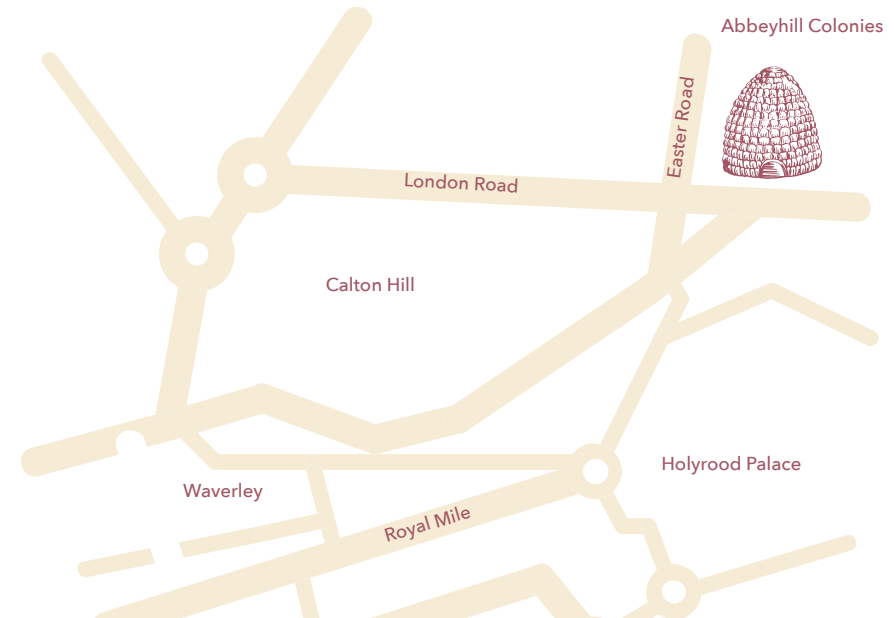 Abbeyhill Colonies
Easter Road
London Road
Calton Hill
Holyrood Palace
Waverley
Royal Mile